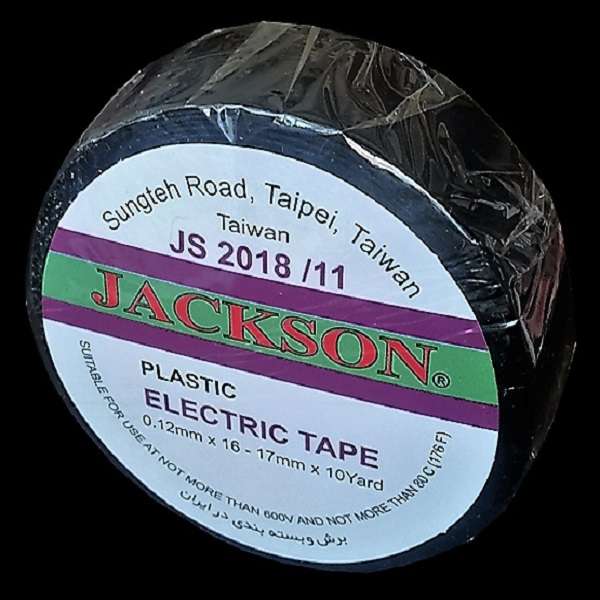 Sungteh Road, Taipei, Taiwan
Taiwan
JS 2018 /11
JACKSON®
PLASTIC
ELECTRIC TAPE
0.12mm x 16 - 17mm x 10Yard
SUITABLE FOR USE AT NOT MORE THAN 600V AND NOT MORE THAN 80 C (176 F)
برش و بسته بندی در ایران